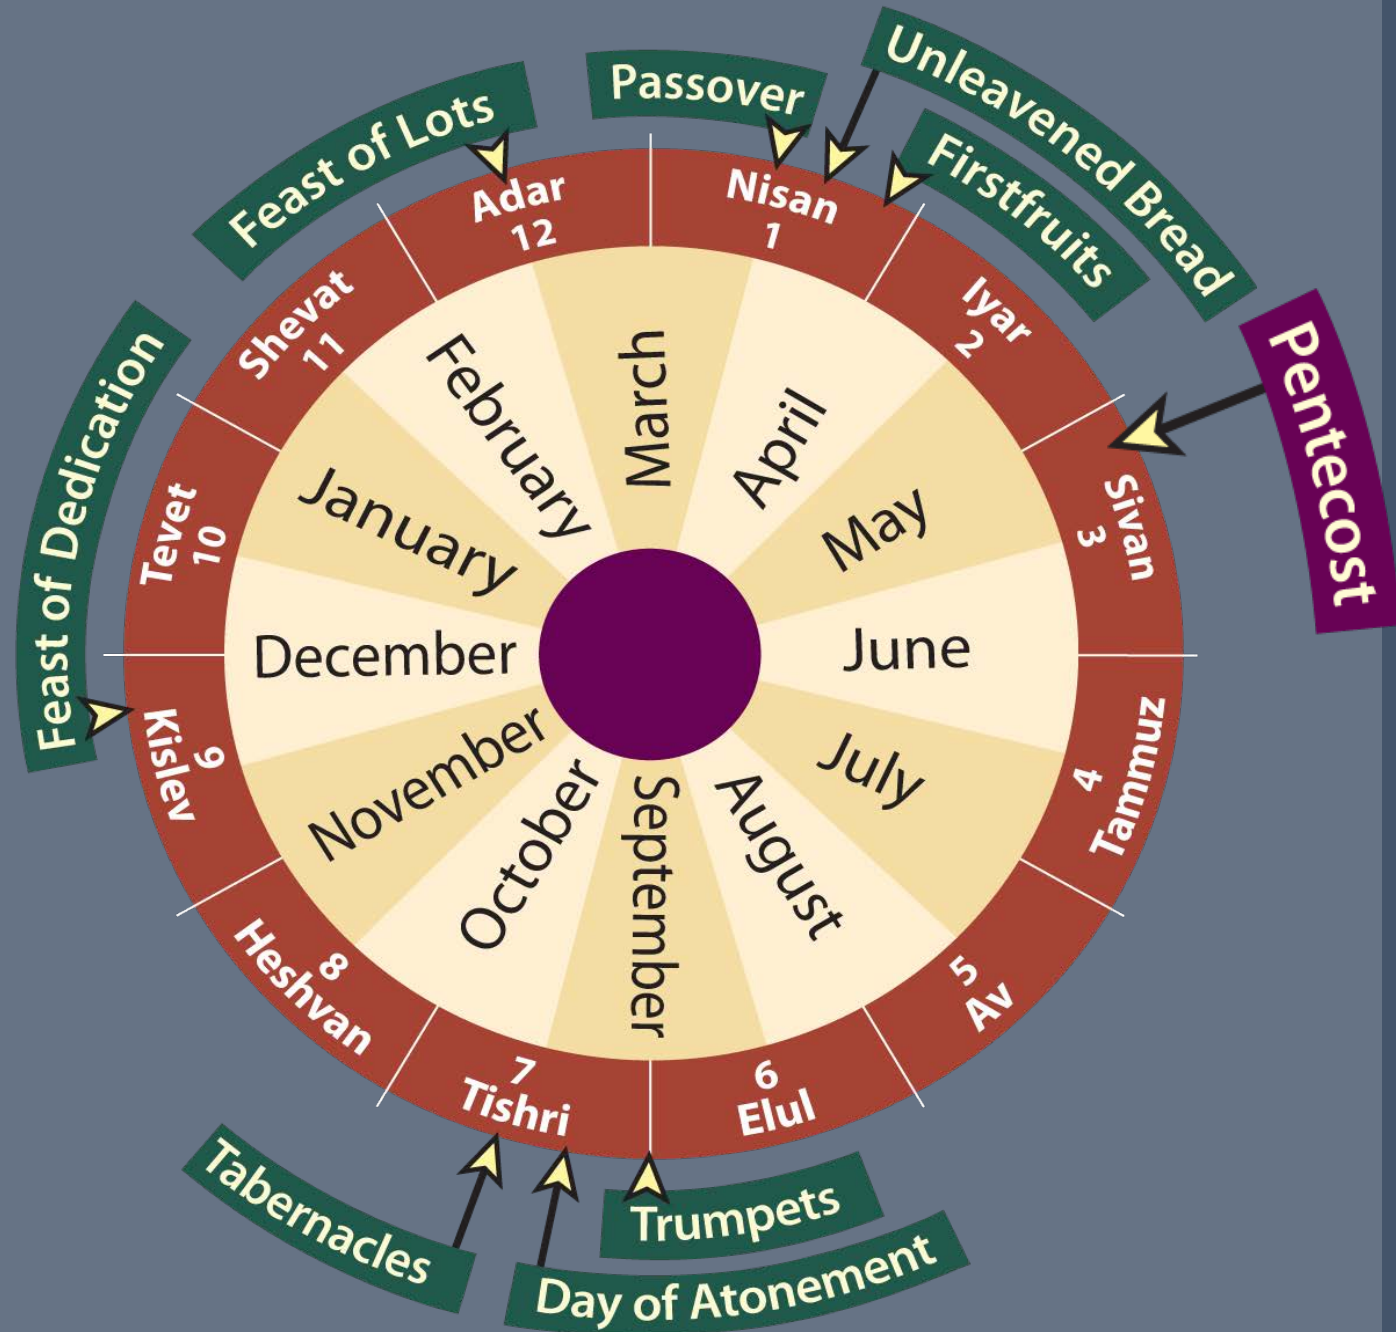 Passover
Unleavened Bread
Firstfruits
Pentecost
Trumpets
Day of Atonement
Tabernacles
Feast of Dedication
Feast of Lots
Nisan
1
Iyar
2
Sivan
3
4
Tammuz
5
Av
6
Elul
7
Tishri
8
Heshvan
9
Kislev
Tevet
10
Shevat
11
Adar
12
March
April
May
June
July
August
September
October
November
December
January
February